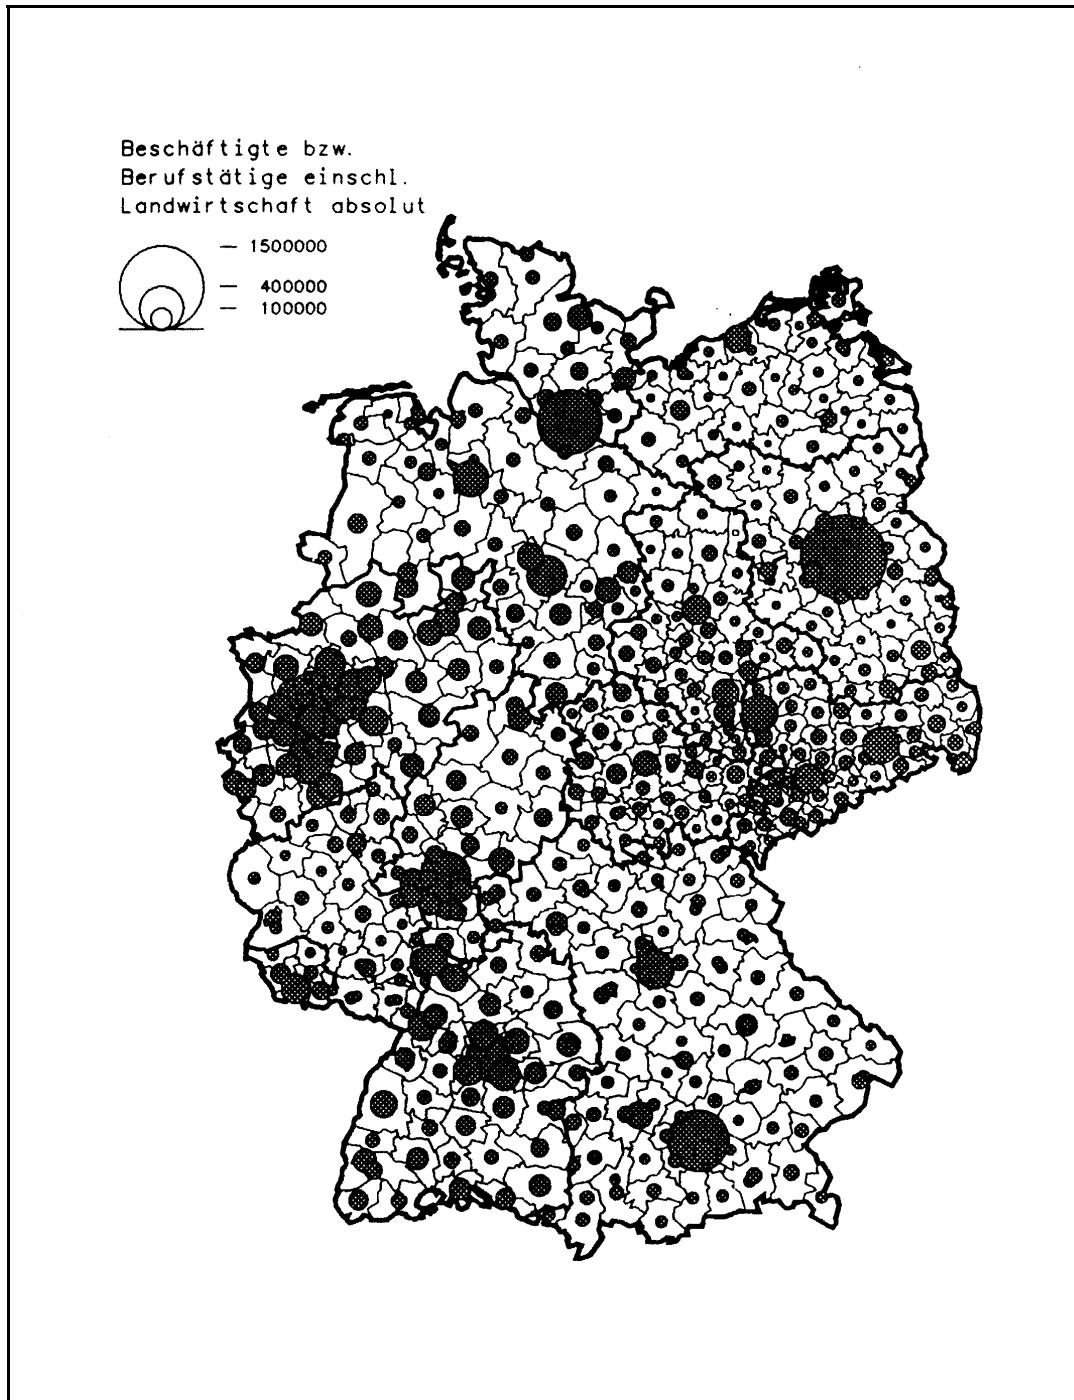 Beschäftigte bzw.
Berufstätige einschl.
Landwirtschaft absolut
— 1500000
— 400000
— 100000